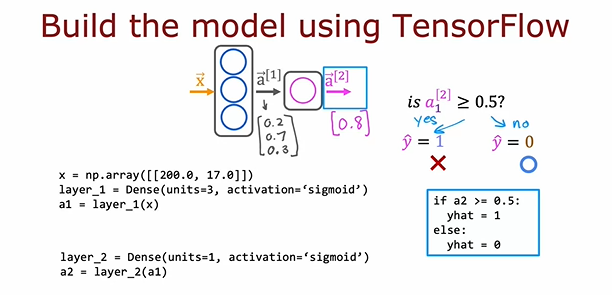 Build the model using TensorFlow
x⃗
a⃗[1]
a⃗[2]
0.2
0.7
0.3
[0.8]
is a₁[2] ≥ 0.5?
yes
no
ŷ = 1
ŷ = 0
x = np.array([[200.0, 17.0]])
layer_1 = Dense(units=3, activation=‘sigmoid’)
a1 = layer_1(x)
if a2 >= 0.5:
yhat = 1
else:
yhat = 0
layer_2 = Dense(units=1, activation=‘sigmoid’)
a2 = layer_2(a1)